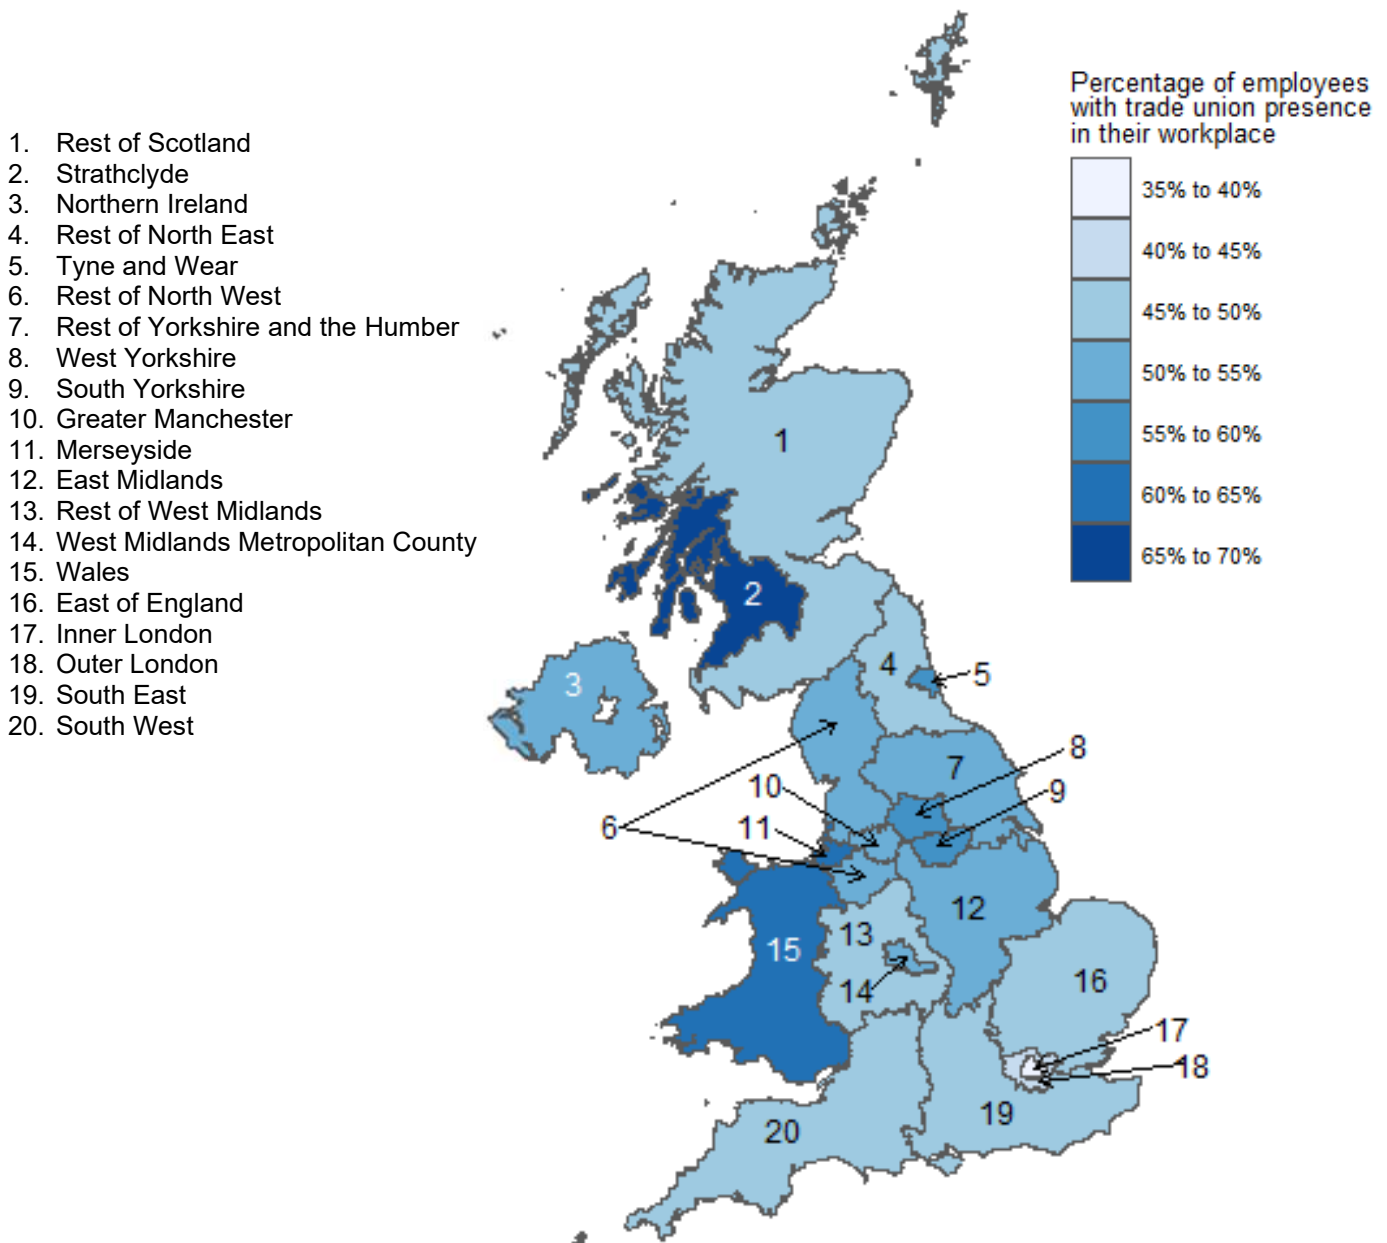 1. Rest of Scotland
2. Strathclyde
3. Northern Ireland
4. Rest of North East
5. Tyne and Wear
6. Rest of North West
7. Rest of Yorkshire and the Humber
8. West Yorkshire
9. South Yorkshire
10. Greater Manchester
11. Merseyside
12. East Midlands
13. Rest of West Midlands
14. West Midlands Metropolitan County
15. Wales
16. East of England
17. Inner London
18. Outer London
19. South East
20. South West
Percentage of employees
with trade union presence
in their workplace
35% to 40%
40% to 45%
45% to 50%
50% to 55%
55% to 60%
60% to 65%
65% to 70%
1
2
3
4
5
6
7
8
9
10
11
12
13
14
15
16
17
18
19
20